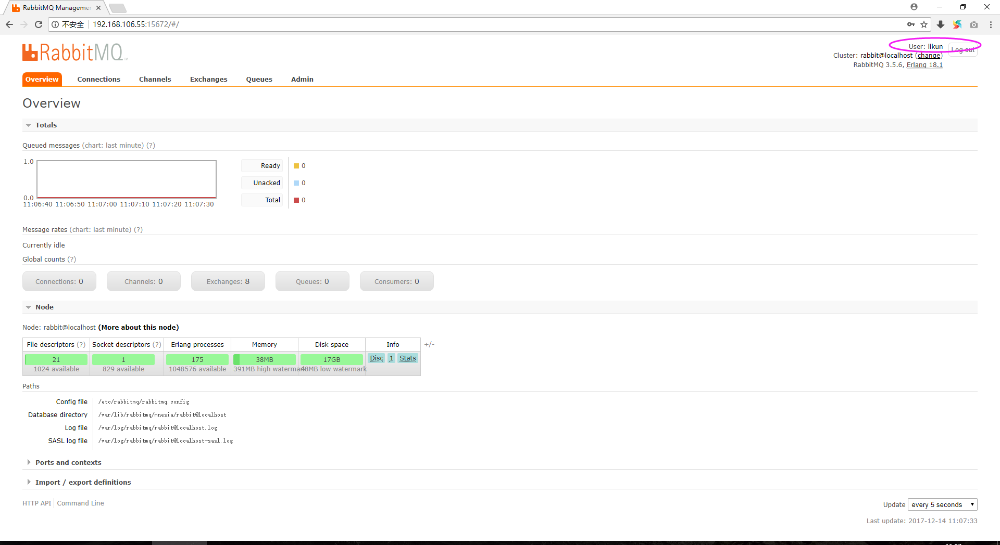 RabbitMQ Managemen
不安全 192.168.106.55:15672/#/
RabbitMQ TM
User: likun
Log out
Cluster: rabbit@localhost (change)
RabbitMQ 3.5.6, Erlang 18.1
Overview Connections Channels Exchanges Queues Admin
Overview
Totals
Queued messages (chart: last minute) (?)
1.0
0.0
11:06:40 11:06:50 11:07:00 11:07:10 11:07:20 11:07:30
Ready 0
Unacked 0
Total 0
Message rates (chart: last minute) (?)
Currently idle
Global counts (?)
Connections: 0 Channels: 0 Exchanges: 8 Queues: 0 Consumers: 0
Node
Node: rabbit@localhost (More about this node)
File descriptors (?) Socket descriptors (?) Erlang processes Memory Disk space Info +/-
21 1 175 38MB 17GB Disc 1 Stats
1024 available 829 available 1048576 available 391MB high watermark 48MB low watermark
Paths
Config file /etc/rabbitmq/rabbitmq.config
Database directory /var/lib/rabbitmq/mnesia/rabbit@localhost
Log file /var/log/rabbitmq/rabbit@localhost.log
SASL log file /var/log/rabbitmq/rabbit@localhost-sasl.log
Ports and contexts
Import / export definitions
HTTP API Command Line
Update every 5 seconds
Last update: 2017-12-14 11:07:33